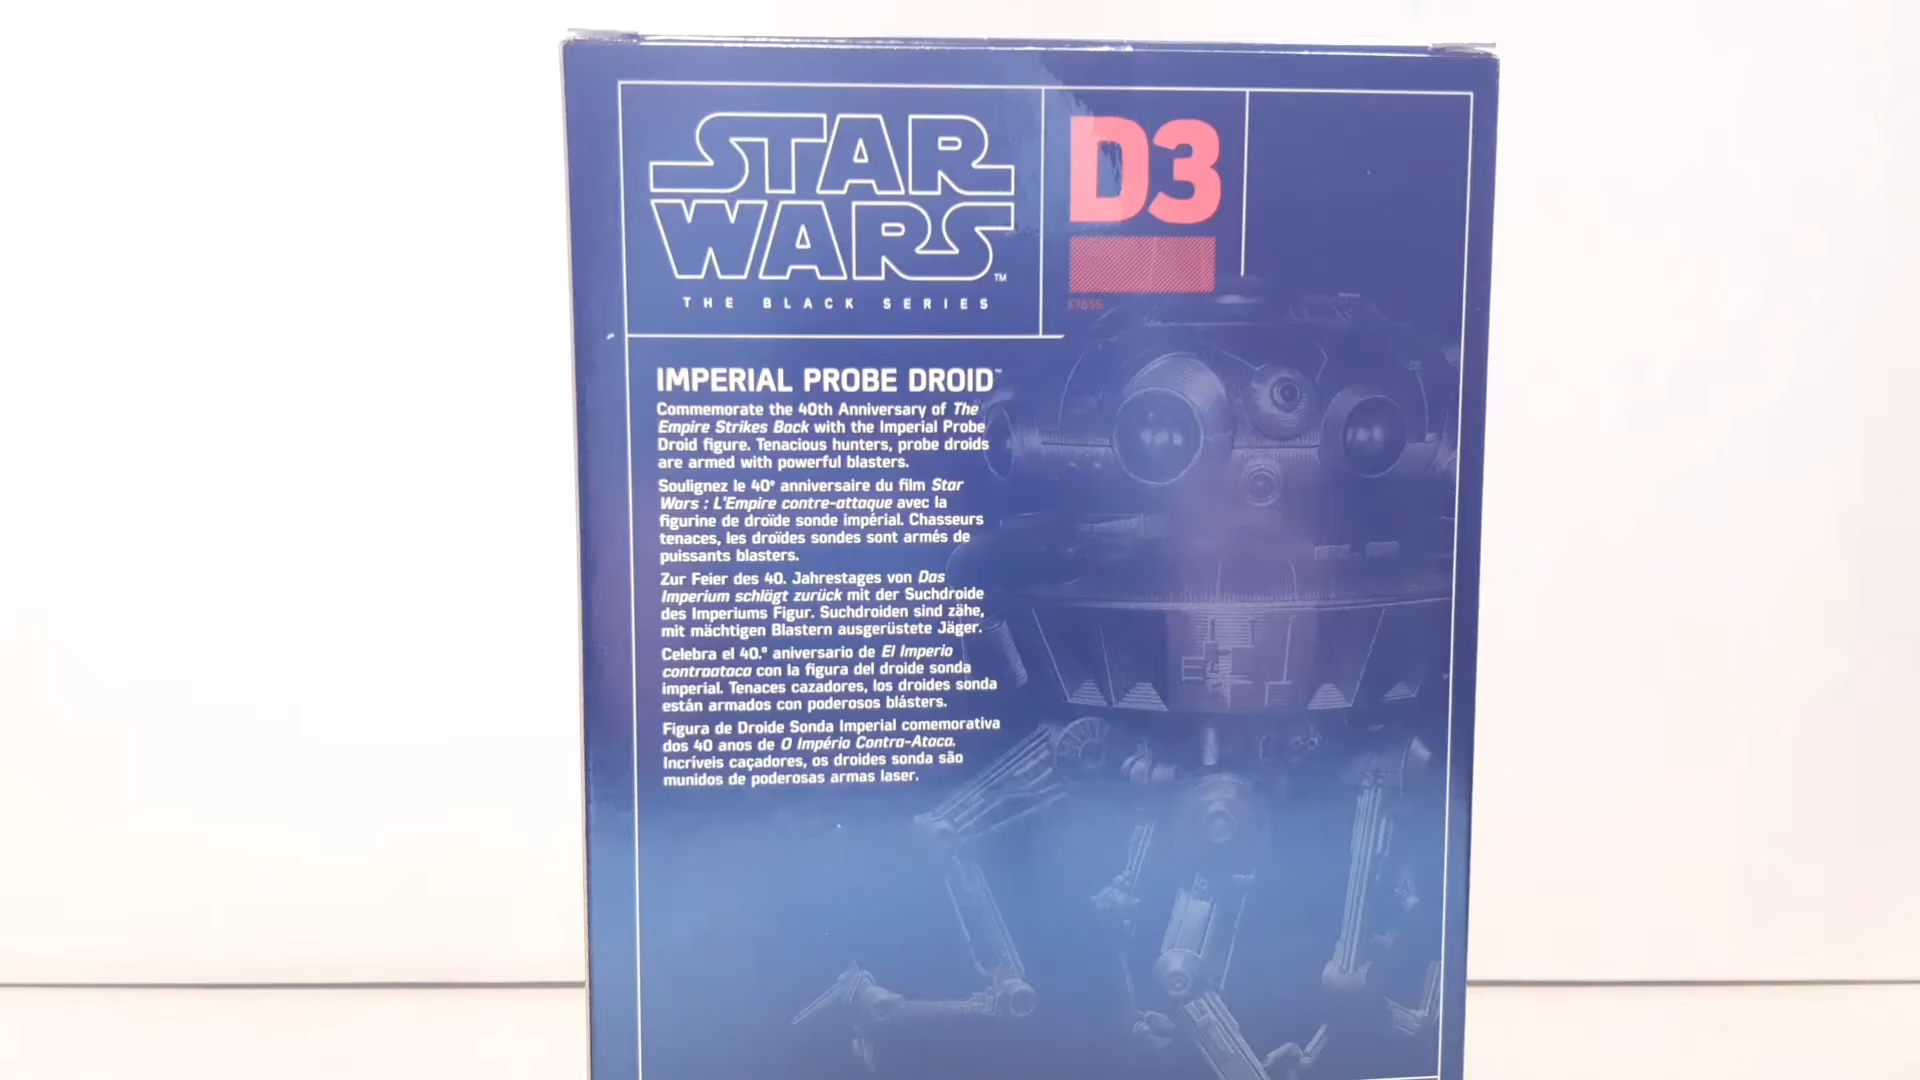 STAR
WARS™
THE BLACK SERIES
D3
E7656
IMPERIAL PROBE DROID™
Commemorate the 40th Anniversary of The
Empire Strikes Back with the Imperial Probe
Droid figure. Tenacious hunters, probe droids
are armed with powerful blasters.
Soulignez le 40e anniversaire du film Star
Wars : L'Empire contre-attaque avec la
figurine de droïde sonde impérial. Chasseurs
tenaces, les droïdes sondes sont armés de
puissants blasters.
Zur Feier des 40. Jahrestages von Das
Imperium schlägt zurück mit der Suchdroide
des Imperiums Figur. Suchdroiden sind zähe,
mit mächtigen Blastern ausgerüstete Jäger.
Celebra el 40.º aniversario de El Imperio
contraataca con la figura del droide sonda
imperial. Tenaces cazadores, los droides sonda
están armados con poderosos blásters.
Figura de Droide Sonda Imperial comemorativa
dos 40 anos de O Império Contra-Ataca.
Incríveis caçadores, os droides sonda são
munidos de poderosas armas laser.